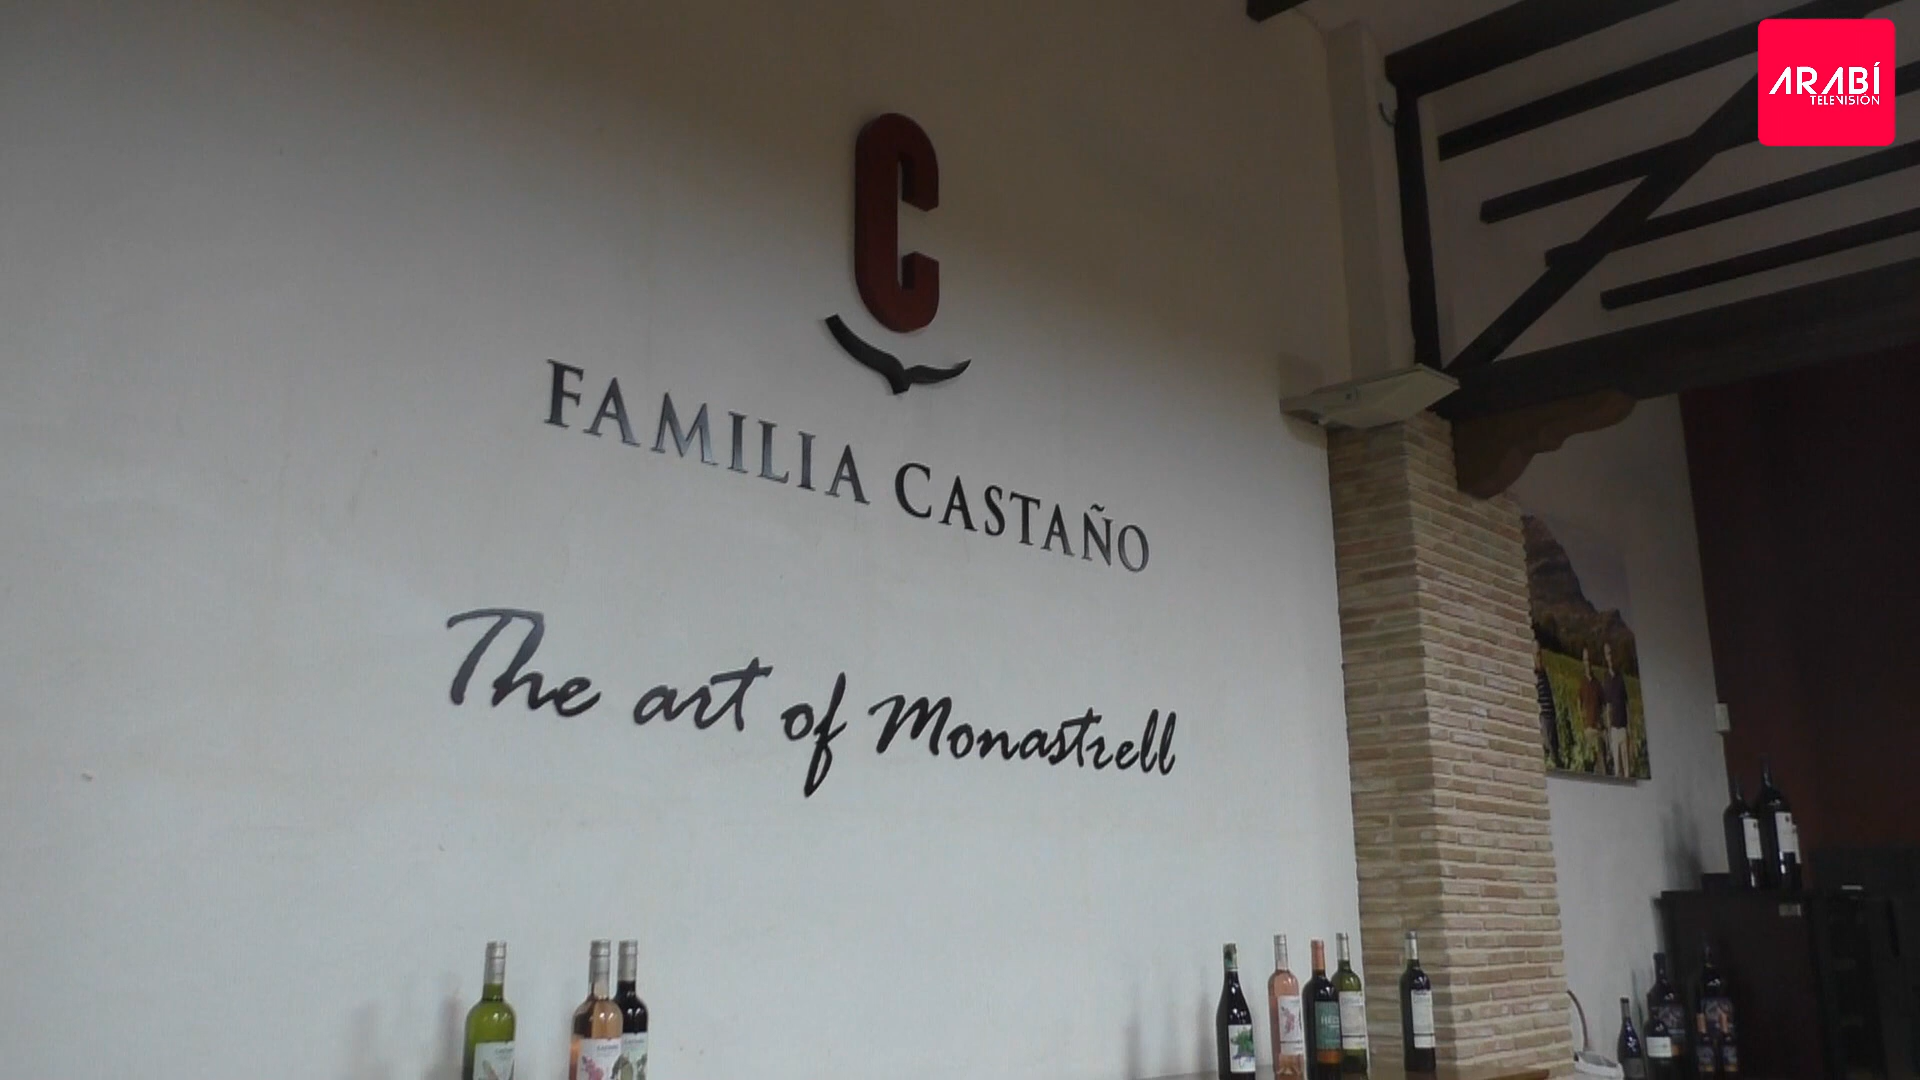 ARABÍ
TELEVISIÓN
C
FAMILIA CASTAÑO
The art of Monastrell